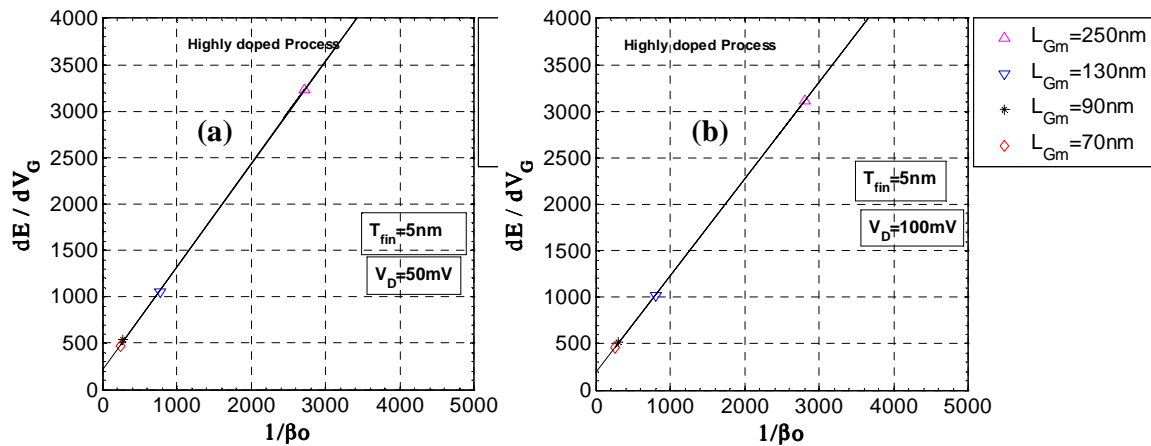 4000
3500
3000
2500
2000
1500
1000
500
0
dE / dV_G
Highly doped Process
(a)
T_fin=5nm
V_D=50mV
0 1000 2000 3000 4000 5000
1/βo
4000
3500
3000
2500
2000
1500
1000
500
0
dE / dV_G
Highly doped Process
(b)
T_fin=5nm
V_D=100mV
0 1000 2000 3000 4000 5000
1/βo
L_Gm=250nm
L_Gm=130nm
L_Gm=90nm
L_Gm=70nm